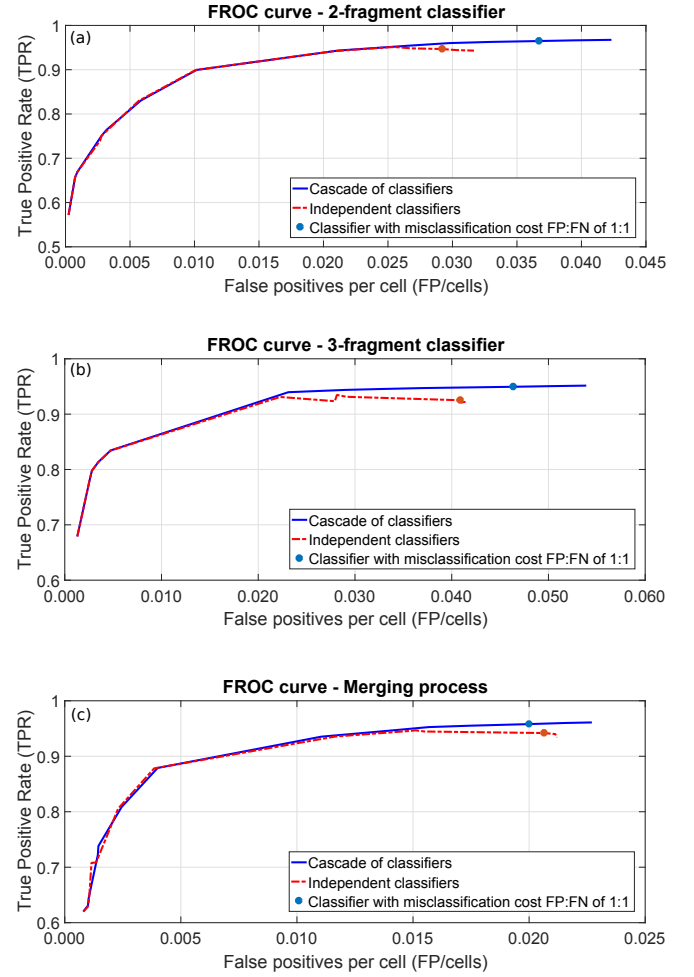 FROC curve - 2-fragment classifier
(a)
True Positive Rate (TPR)
1
0.9
0.8
0.7
0.6
0.5
Cascade of classifiers
Independent classifiers
Classifier with misclassification cost FP:FN of 1:1
0.000 0.005 0.010 0.015 0.020 0.025 0.030 0.035 0.040 0.045
False positives per cell (FP/cells)
FROC curve - 3-fragment classifier
(b)
True Positive Rate (TPR)
1
0.9
0.8
0.7
0.6
Cascade of classifiers
Independent classifiers
Classifier with misclassification cost FP:FN of 1:1
0.000 0.010 0.020 0.030 0.040 0.050 0.060
False positives per cell (FP/cells)
FROC curve - Merging process
(c)
True Positive Rate (TPR)
1
0.9
0.8
0.7
0.6
Cascade of classifiers
Independent classifiers
Classifier with misclassification cost FP:FN of 1:1
0.000 0.005 0.010 0.015 0.020 0.025
False positives per cell (FP/cells)